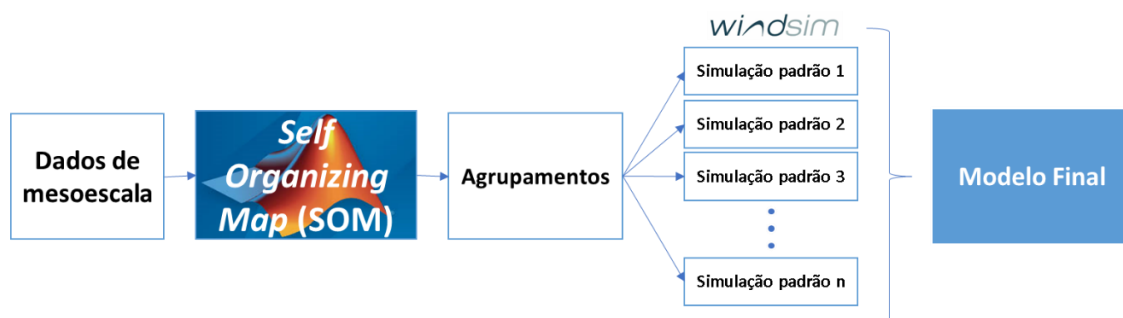 windsim
Simulação padrão 1
Simulação padrão 2
Simulação padrão 3
Simulação padrão n
Dados de
mesoescala
Self
Organizing
Map (SOM)
Agrupamentos
Modelo Final